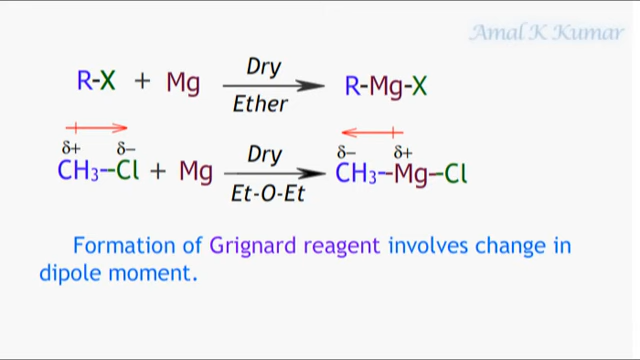 Amal K Kumar
R-X + Mg Dry Ether R-Mg-X
δ+ δ− δ− δ+
CH₃--Cl + Mg Dry Et-O-Et CH₃--Mg–Cl
Formation of Grignard reagent involves change in
dipole moment.